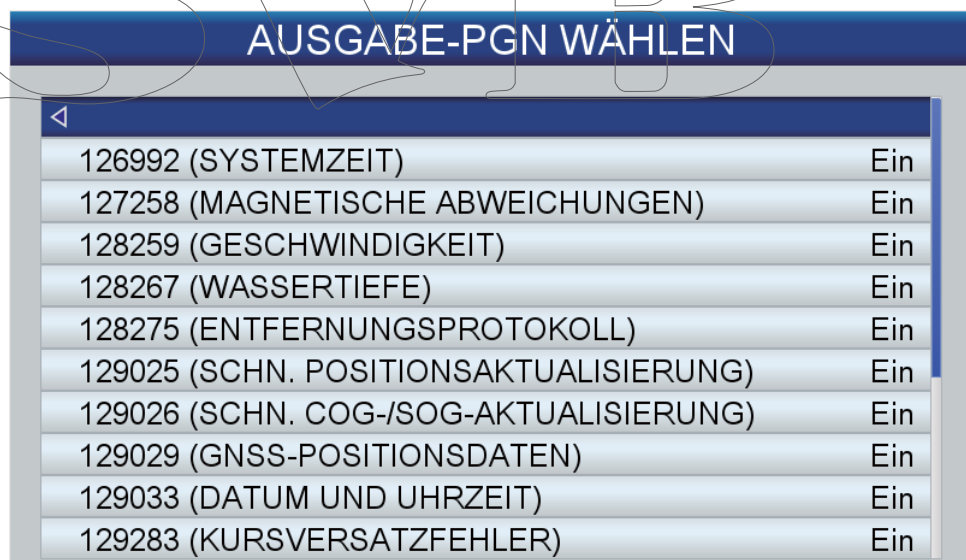 AUSGABE-PGN WÄHLEN
126992 (SYSTEMZEIT) Ein
127258 (MAGNETISCHE ABWEICHUNGEN) Ein
128259 (GESCHWINDIGKEIT) Ein
128267 (WASSERTIEFE) Ein
128275 (ENTFERNUNGSPROTOKOLL) Ein
129025 (SCHN. POSITIONSAKTUALISIERUNG) Ein
129026 (SCHN. COG-/SOG-AKTUALISIERUNG) Ein
129029 (GNSS-POSITIONSDATEN) Ein
129033 (DATUM UND UHRZEIT) Ein
129283 (KURSVERSATZFEHLER) Ein